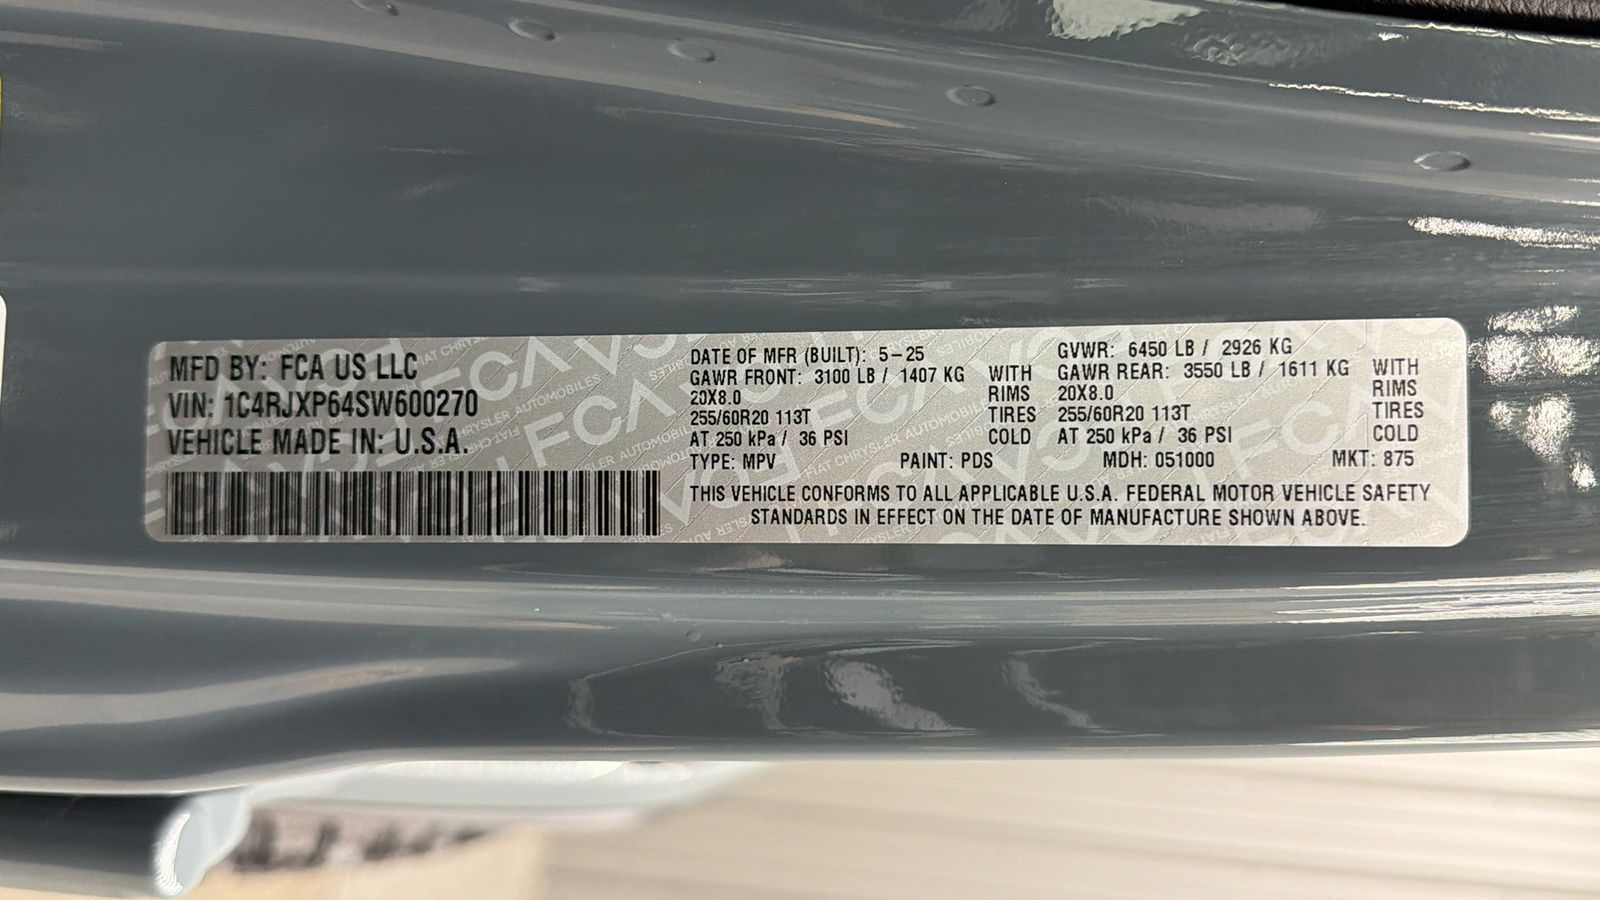 MFD BY: FCA US LLC
VIN: 1C4RJXP64SW600270
VEHICLE MADE IN: U.S.A.
DATE OF MFR (BUILT): 5-25
GAWR FRONT: 3100 LB / 1407 KG WITH
20X8.0 RIMS
255/60R20 113T TIRES
AT 250 kPa / 36 PSI COLD
GVWR: 6450 LB / 2926 KG
GAWR REAR: 3550 LB / 1611 KG WITH
20X8.0 RIMS
255/60R20 113T TIRES
AT 250 kPa / 36 PSI COLD
TYPE: MPV PAINT: PDS MDH: 051000 MKT: 875
THIS VEHICLE CONFORMS TO ALL APPLICABLE U.S.A. FEDERAL MOTOR VEHICLE SAFETY
STANDARDS IN EFFECT ON THE DATE OF MANUFACTURE SHOWN ABOVE.